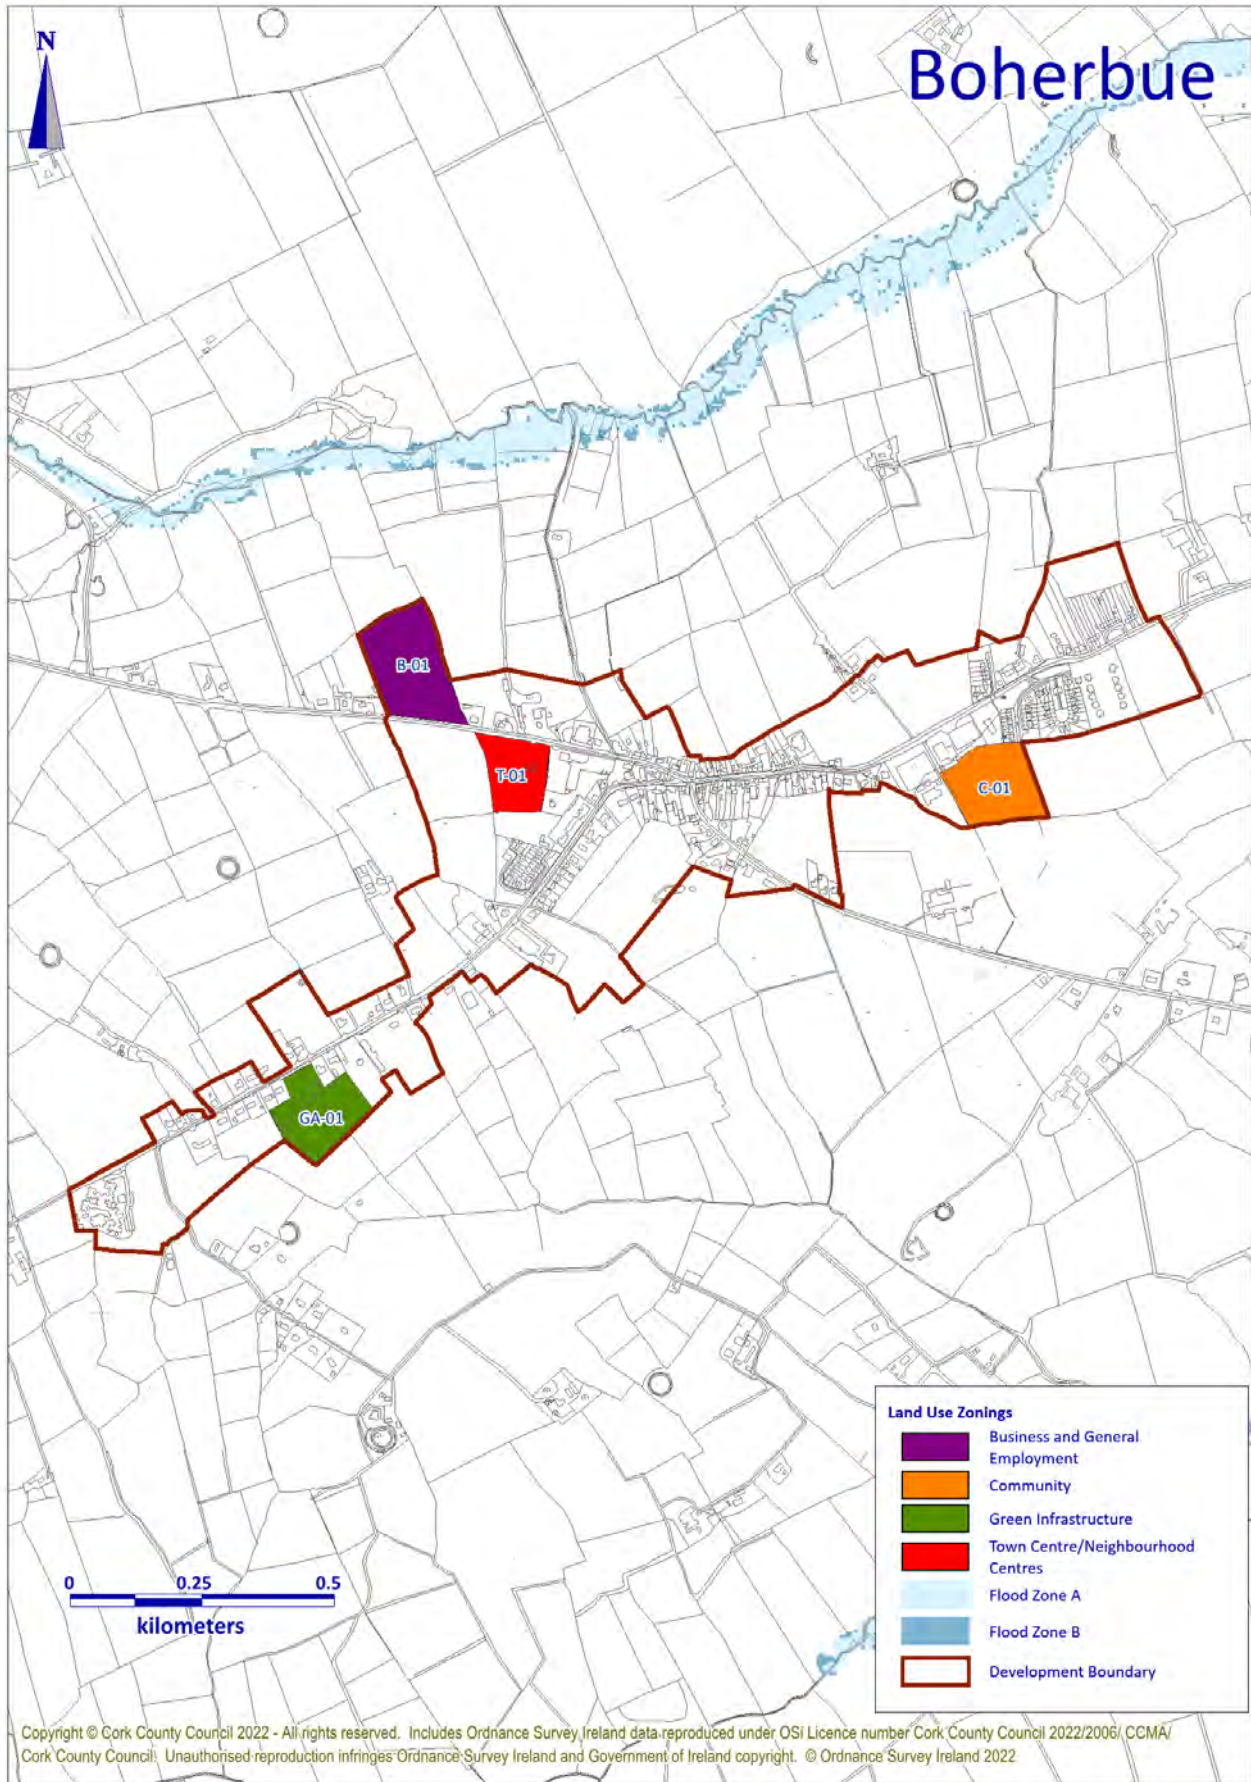 N
Boherbue
B-01
T-01
C-01
GA-01
Land Use Zonings
Business and General
Employment
Community
Green Infrastructure
Town Centre/Neighbourhood
Centres
Flood Zone A
Flood Zone B
Development Boundary
0 0.25 0.5
kilometers
Copyright © Cork County Council 2022 - All rights reserved. Includes Ordnance Survey Ireland data reproduced under OSi Licence number Cork County Council 2022/2006/ CCMA/
Cork County Council. Unauthorised reproduction infringes Ordnance Survey Ireland and Government of Ireland copyright. © Ordnance Survey Ireland 2022